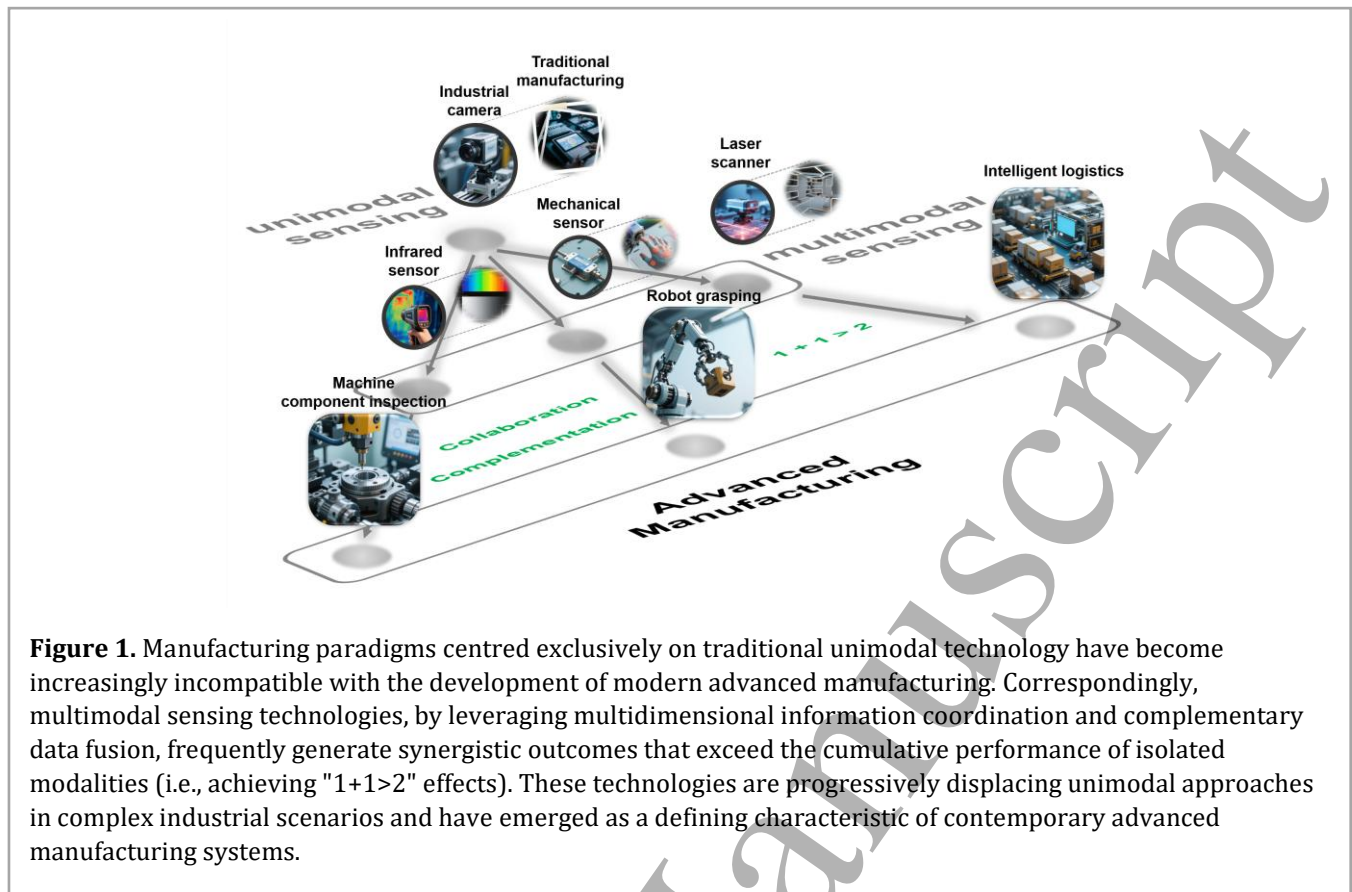 Traditional
manufacturing
Industrial
camera
Laser
scanner
Intelligent logistics
unimodal
sensing
Mechanical
sensor
multimodal
sensing
Infrared
sensor
Robot grasping
1 + 1 > 2
Machine
component inspection
Collaboration
Complementation
Advanced
Manufacturing
Manuscript
Figure 1. Manufacturing paradigms centred exclusively on traditional unimodal technology have become
increasingly incompatible with the development of modern advanced manufacturing. Correspondingly,
multimodal sensing technologies, by leveraging multidimensional information coordination and complementary
data fusion, frequently generate synergistic outcomes that exceed the cumulative performance of isolated
modalities (i.e., achieving "1+1>2" effects). These technologies are progressively displacing unimodal approaches
in complex industrial scenarios and have emerged as a defining characteristic of contemporary advanced
manufacturing systems.